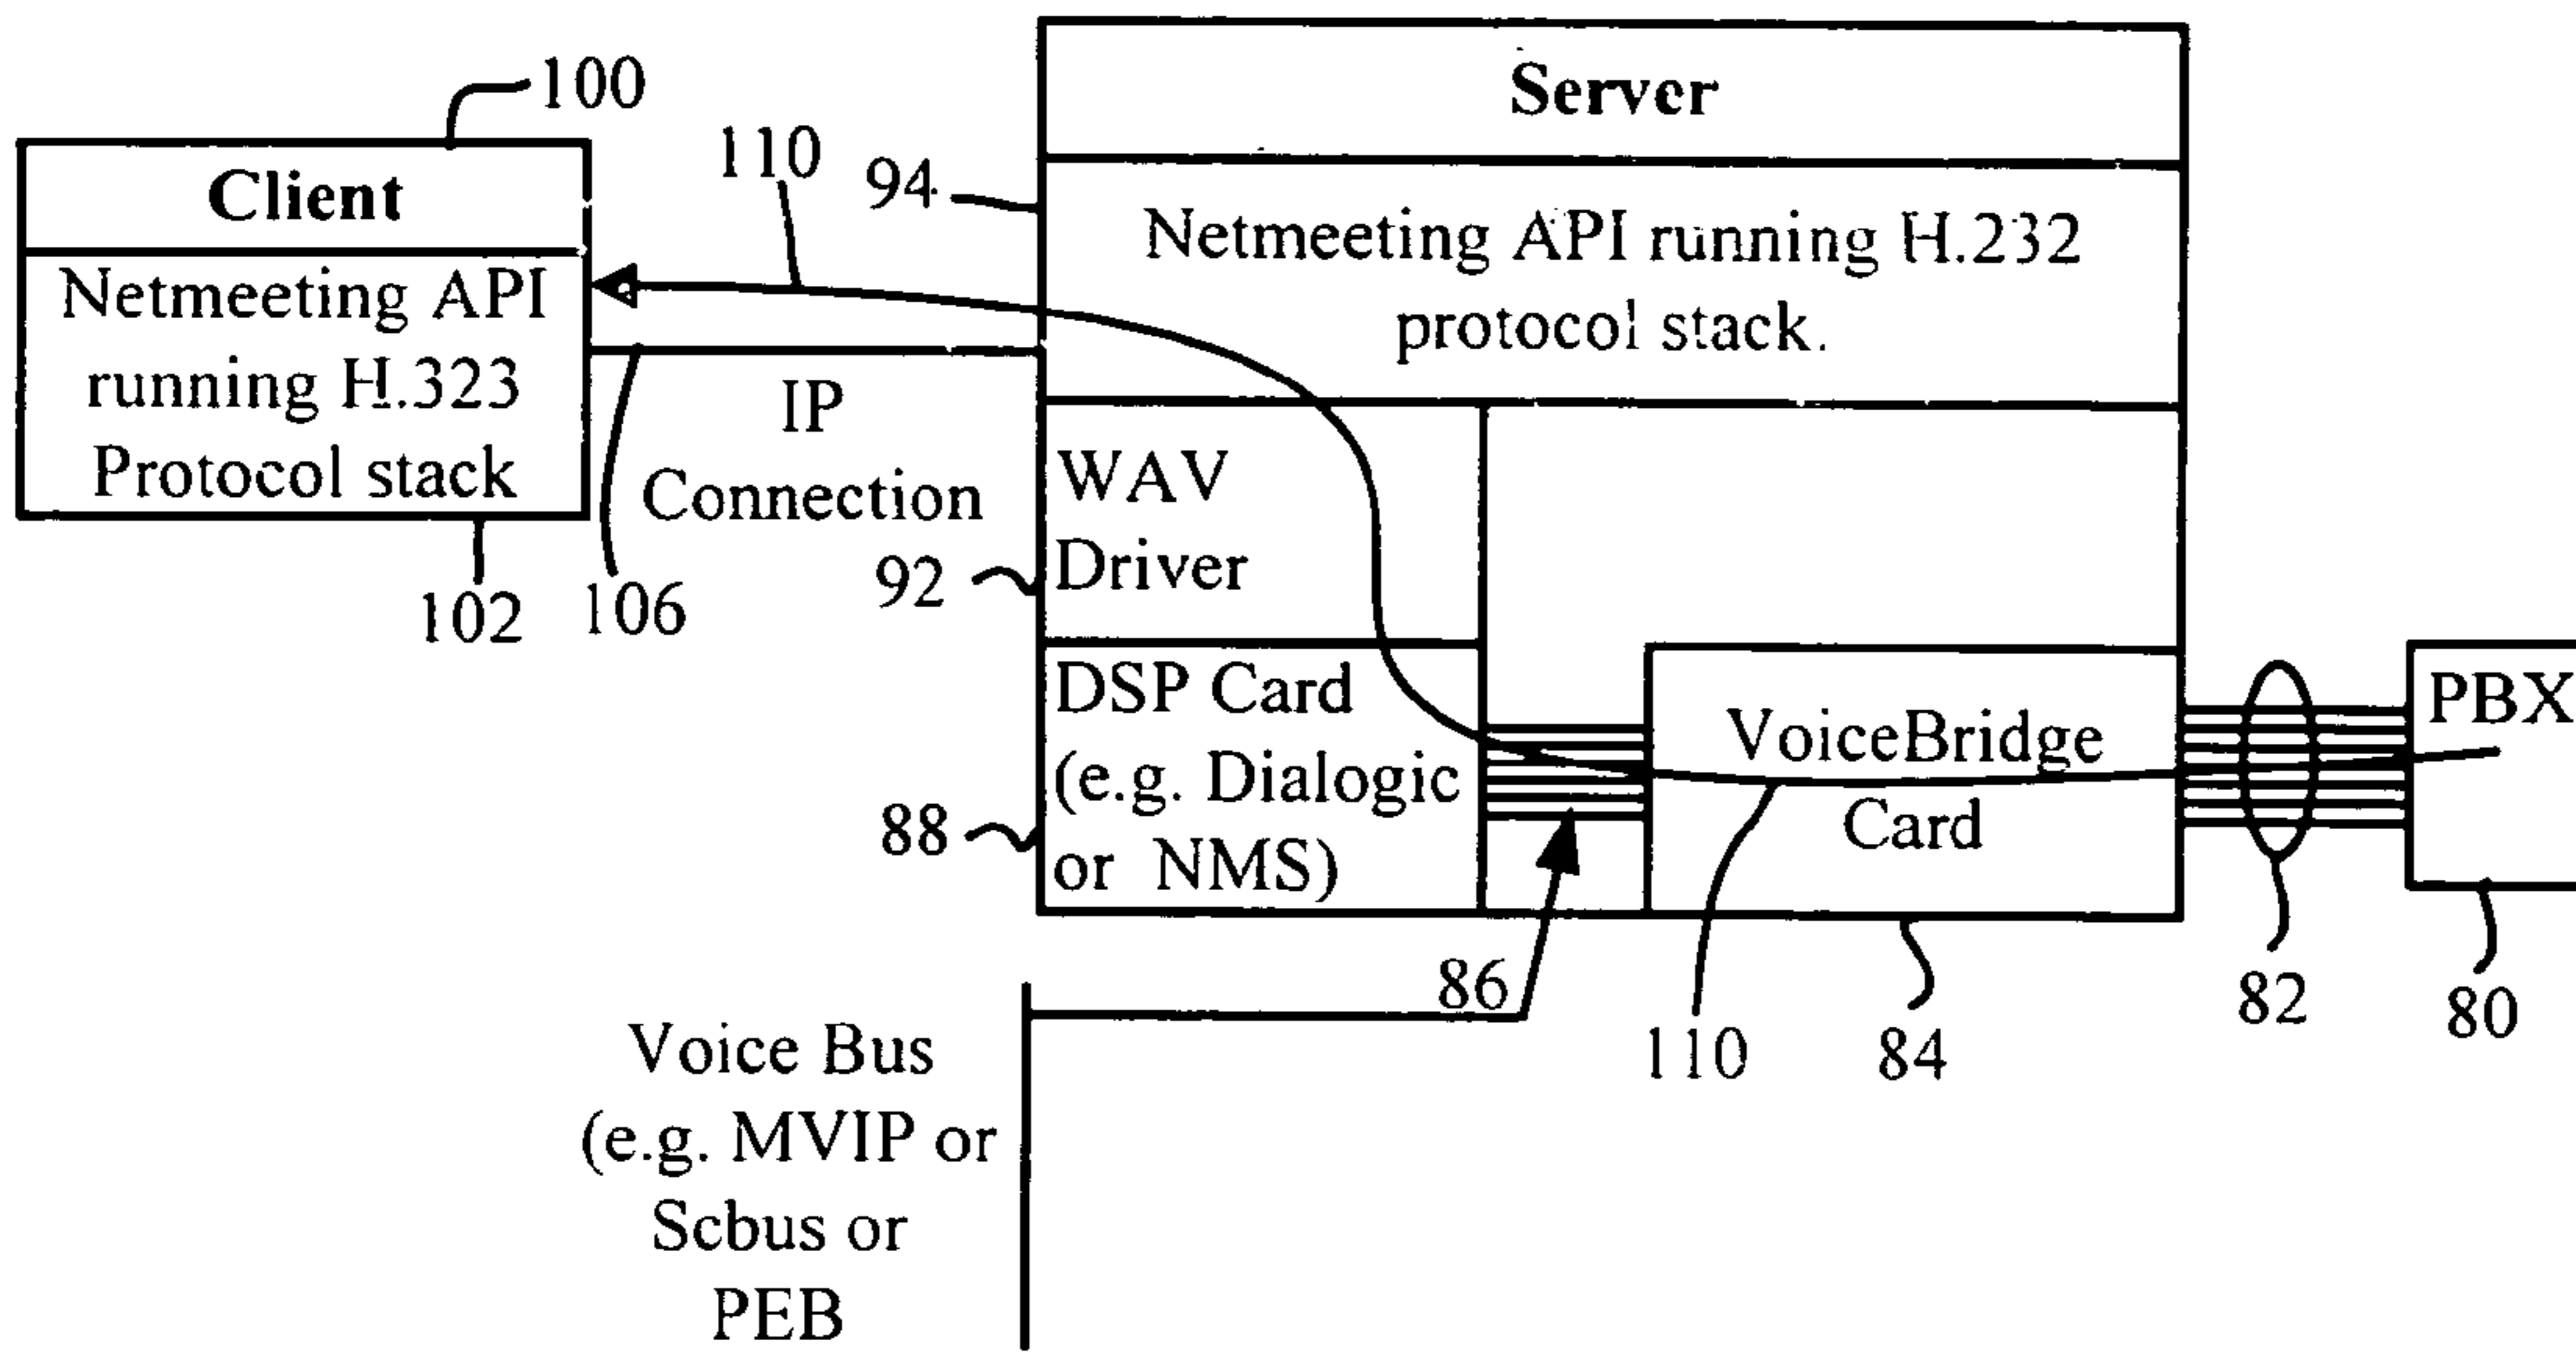 100
Client
Netmeeting API
running H.323
Protocol stack
102
106
110
IP
Connection
Server
94
Netmeeting API running H.232
protocol stack.
WAV
Driver
92
DSP Card
(e.g. Dialogic
or NMS)
88
VoiceBridge
Card
PBX
86
110
84
82
80
Voice Bus
(e.g. MVIP or
Scbus or
PEB